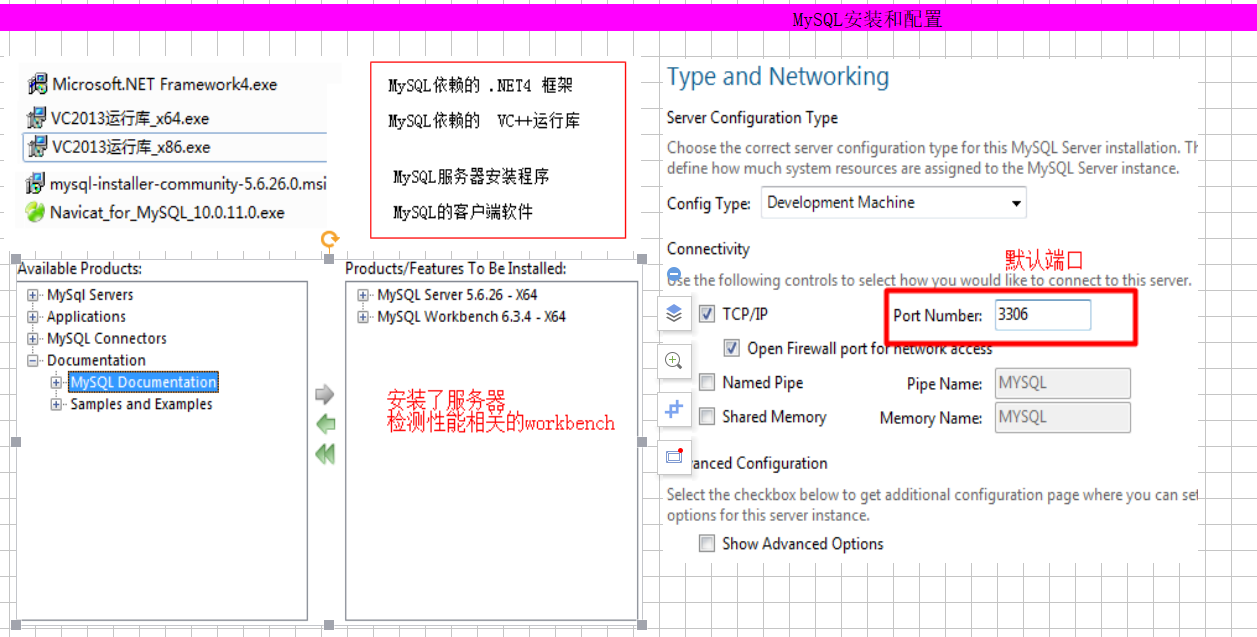 MySQL安装和配置
Microsoft.NET Framework4.exe
VC2013运行库_x64.exe
VC2013运行库_x86.exe
mysql-installer-community-5.6.26.0.msi
Navicat_for_MySQL_10.0.11.0.exe
MySQL依赖的 .NET4 框架
MySQL依赖的 VC++运行库
MySQL服务器安装程序
MySQL的客户端软件
Available Products:
MySql Servers
Applications
MySQL Connectors
Documentation
MySQL Documentation
Samples and Examples
Products/Features To Be Installed:
MySQL Server 5.6.26 - X64
MySQL Workbench 6.3.4 - X64
安装了服务器
检测性能相关的workbench
Type and Networking
Server Configuration Type
Choose the correct server configuration type for this MySQL Server installation. Th
define how much system resources are assigned to the MySQL Server instance.
Config Type: Development Machine
Connectivity
默认端口
Use the following controls to select how you would like to connect to this server.
TCP/IP Port Number: 3306
Open Firewall port for network access
Named Pipe Pipe Name: MYSQL
Shared Memory Memory Name: MYSQL
anced Configuration
Select the checkbox below to get additional configuration page where you can set
options for this server instance.
Show Advanced Options